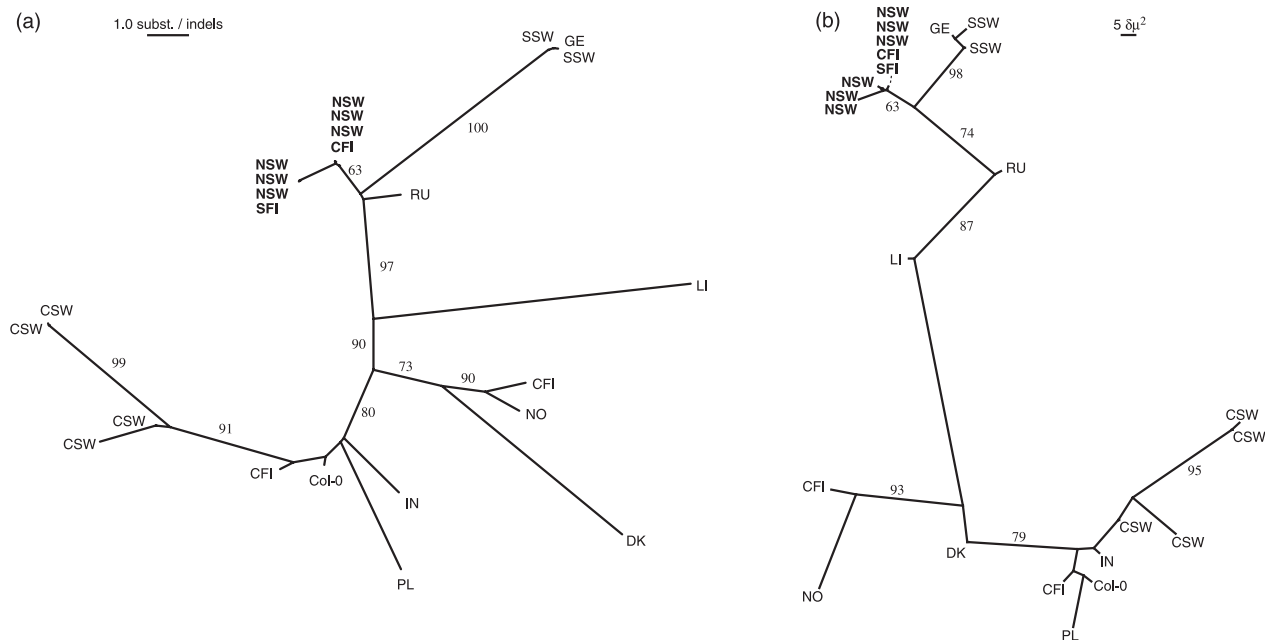 (a)
1.0 subst. / indels
SSW
GE
SSW
100
NSW
NSW
NSW
CFI
63
NSW
NSW
NSW
SFI
RU
97
LI
CSW
CSW
99
90
73
90
CFI
NO
80
CSW
CSW
91
CFI
Col-0
IN
DK
PL
(b)
5 δμ²
NSW
NSW
NSW
CFI
SFI
GE
SSW
SSW
98
NSW
NSW
NSW
63
74
RU
87
LI
CSW
CSW
95
CFI
93
CSW
CSW
DK
79
IN
CFI
Col-0
NO
PL